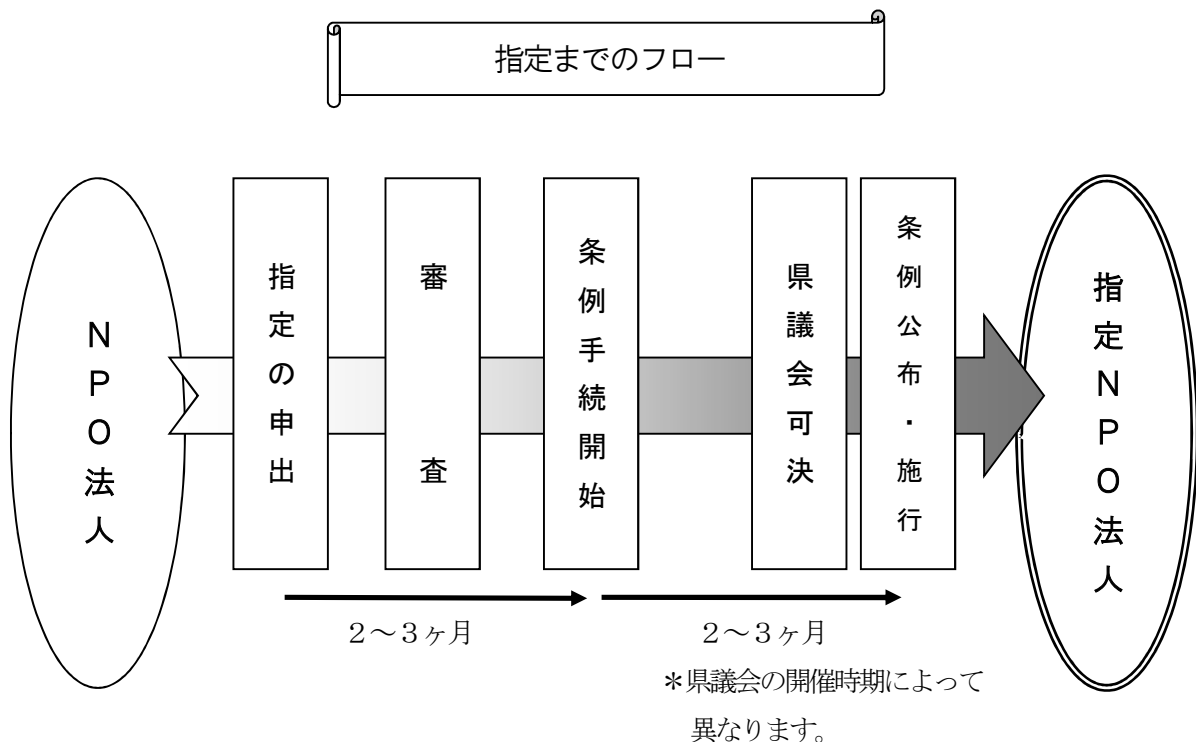 指定までのフロー
NPO法人
指定の申出
審査
条例手続開始
県議会可決
条例公布・施行
指定NPO法人
2～3ヶ月
2～3ヶ月
＊県議会の開催時期によって
異なります。